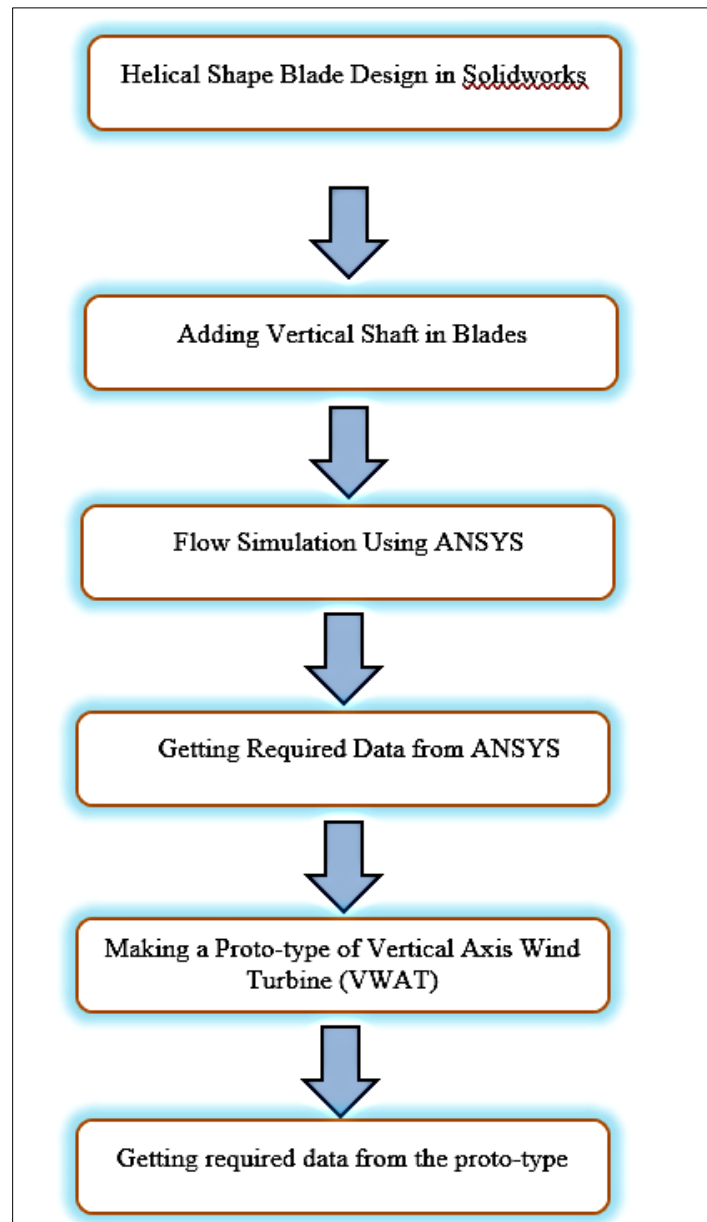 Helical Shape Blade Design in Solidworks
Adding Vertical Shaft in Blades
Flow Simulation Using ANSYS
Getting Required Data from ANSYS
Making a Proto-type of Vertical Axis Wind
Turbine (VWAT)
Getting required data from the proto-type